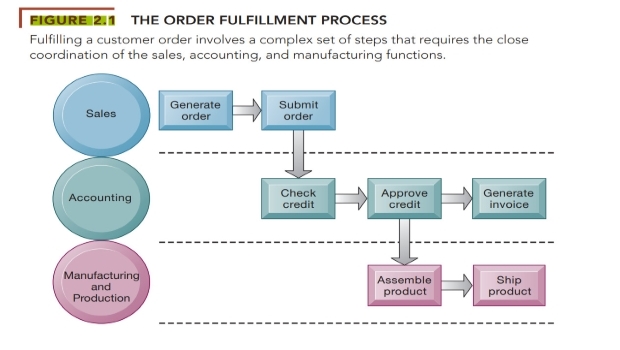 FIGURE 2.1 THE ORDER FULFILLMENT PROCESS
Fulfilling a customer order involves a complex set of steps that requires the close
coordination of the sales, accounting, and manufacturing functions.
Sales
Generate
order
Submit
order
Accounting
Check
credit
Approve
credit
Generate
invoice
Manufacturing
and
Production
Assemble
product
Ship
product